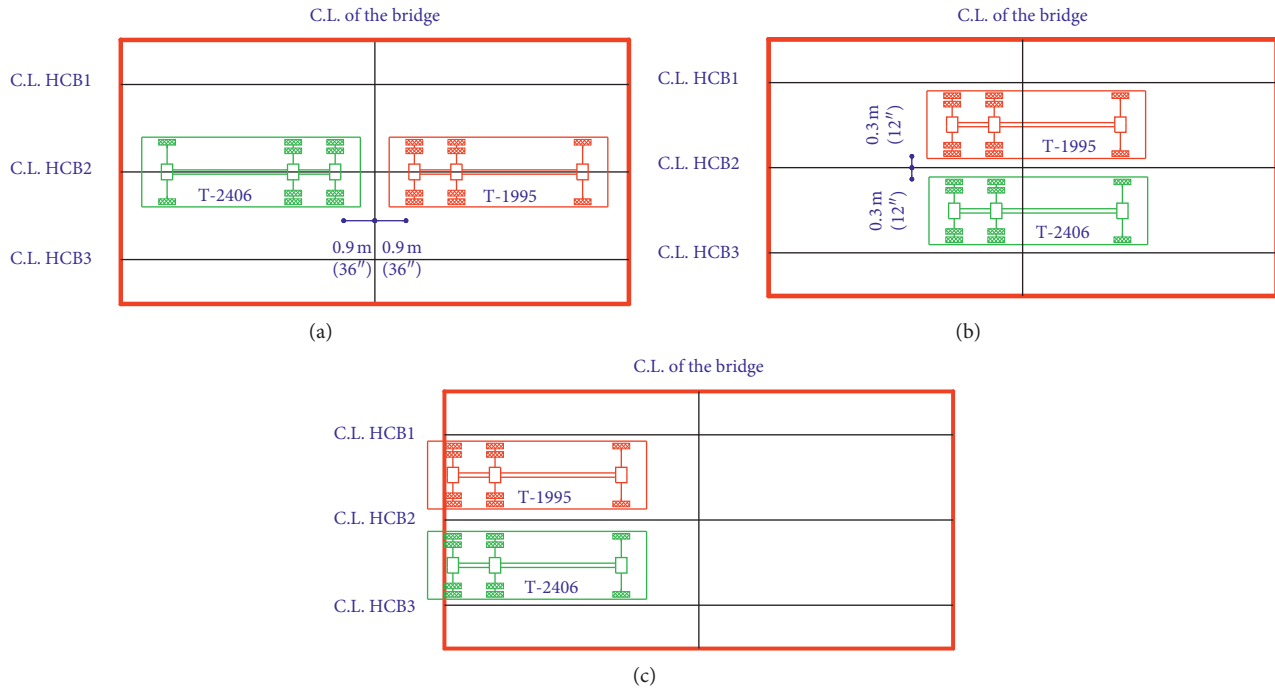 C.L. of the bridge
C.L. HCB1
C.L. HCB2
C.L. HCB3
T-2406
T-1995
0.9 m 0.9 m
(36″) (36″)
(a)
C.L. of the bridge
C.L. HCB1
C.L. HCB2
C.L. HCB3
0.3 m
(12″)
0.3 m
(12″)
T-1995
T-2406
(b)
C.L. of the bridge
C.L. HCB1
C.L. HCB2
C.L. HCB3
T-1995
T-2406
(c)